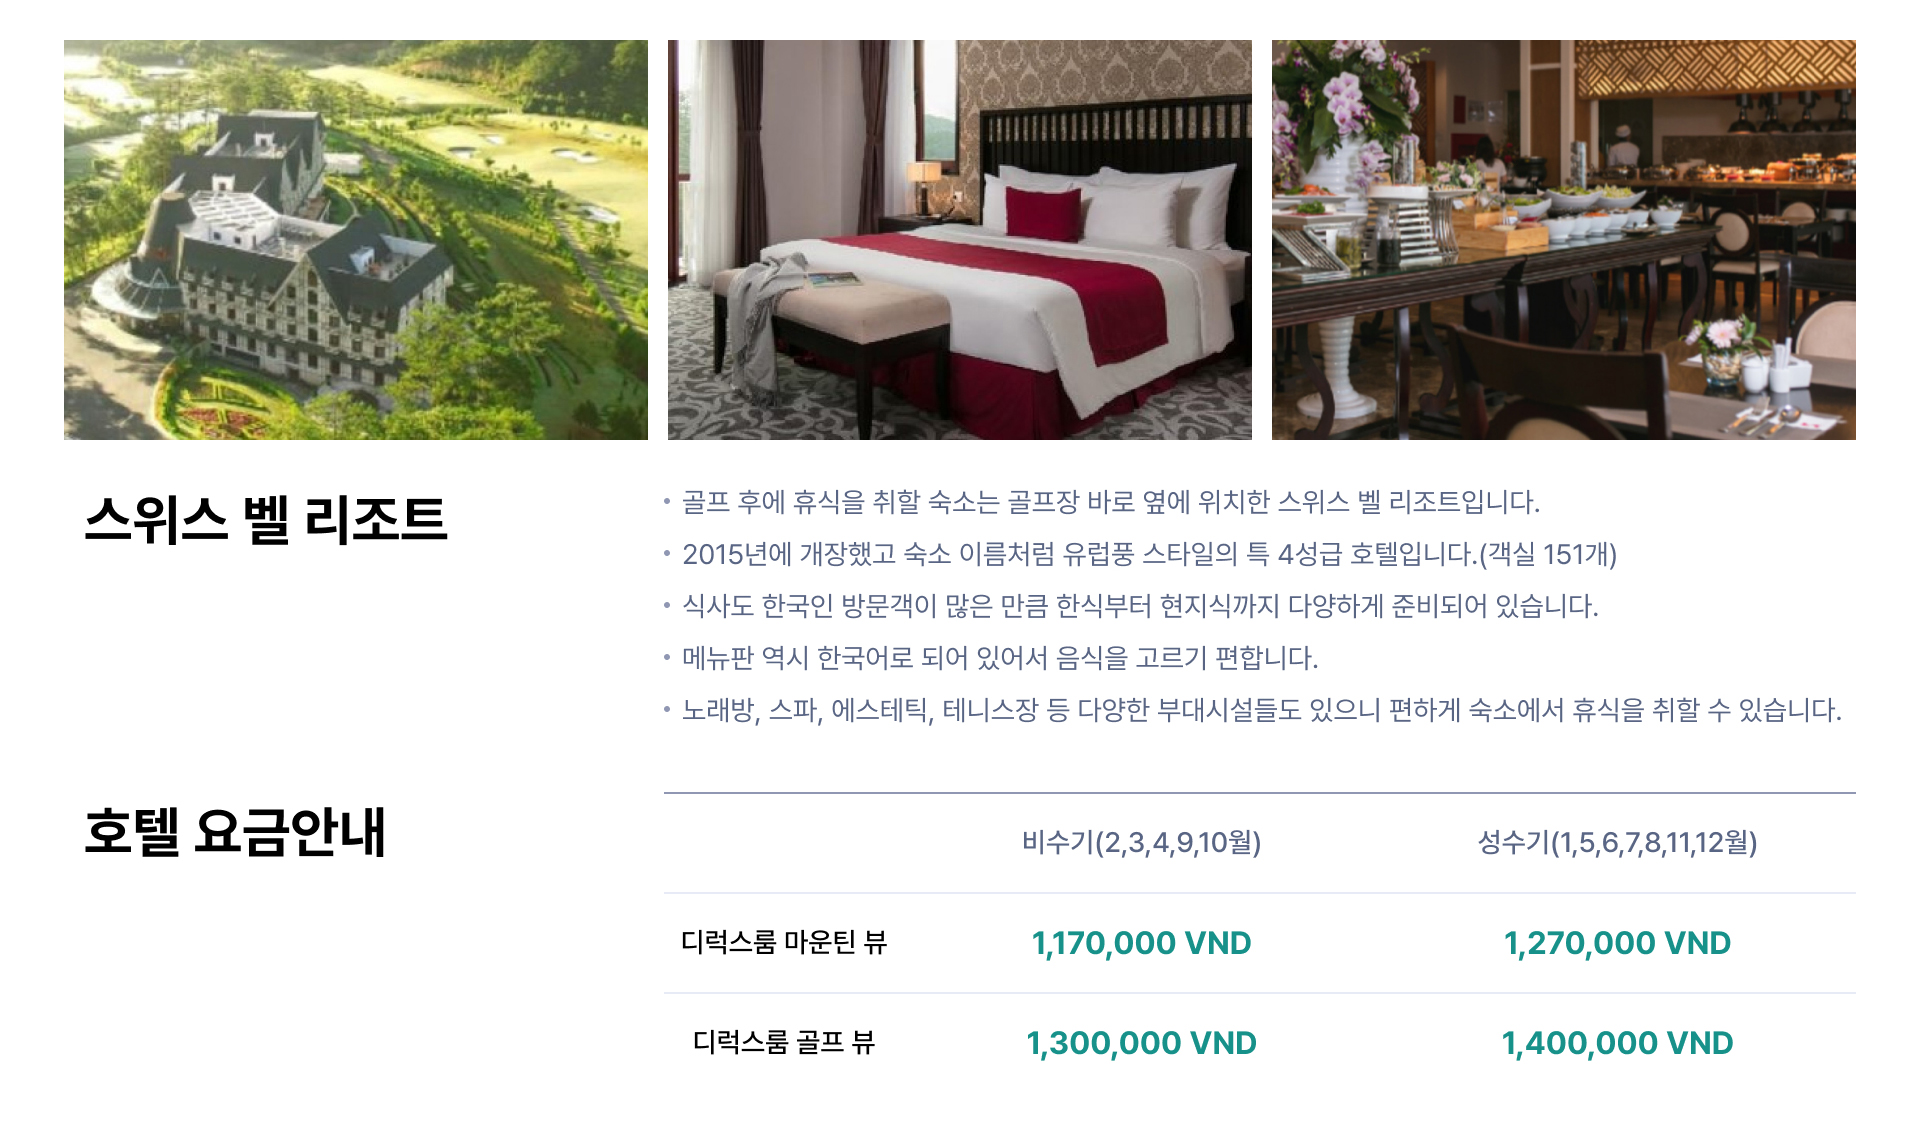 스위스 벨 리조트
• 골프 후에 휴식을 취할 숙소는 골프장 바로 옆에 위치한 스위스 벨 리조트입니다.
• 2015년에 개장했고 숙소 이름처럼 유럽풍 스타일의 특 4성급 호텔입니다.(객실 151개)
• 식사도 한국인 방문객이 많은 만큼 한식부터 현지식까지 다양하게 준비되어 있습니다.
• 메뉴판 역시 한국어로 되어 있어서 음식을 고르기 편합니다.
• 노래방, 스파, 에스테틱, 테니스장 등 다양한 부대시설들도 있으니 편하게 숙소에서 휴식을 취할 수 있습니다.
호텔 요금안내
비수기(2,3,4,9,10월) 성수기(1,5,6,7,8,11,12월)
디럭스룸 마운틴 뷰 1,170,000 VND 1,270,000 VND
디럭스룸 골프 뷰 1,300,000 VND 1,400,000 VND